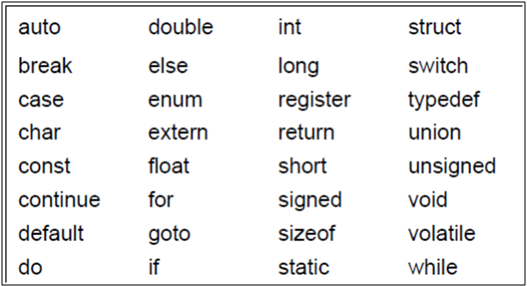 auto double int struct
break else long switch
case enum register typedef
char extern return union
const float short unsigned
continue for signed void
default goto sizeof volatile
do if static while